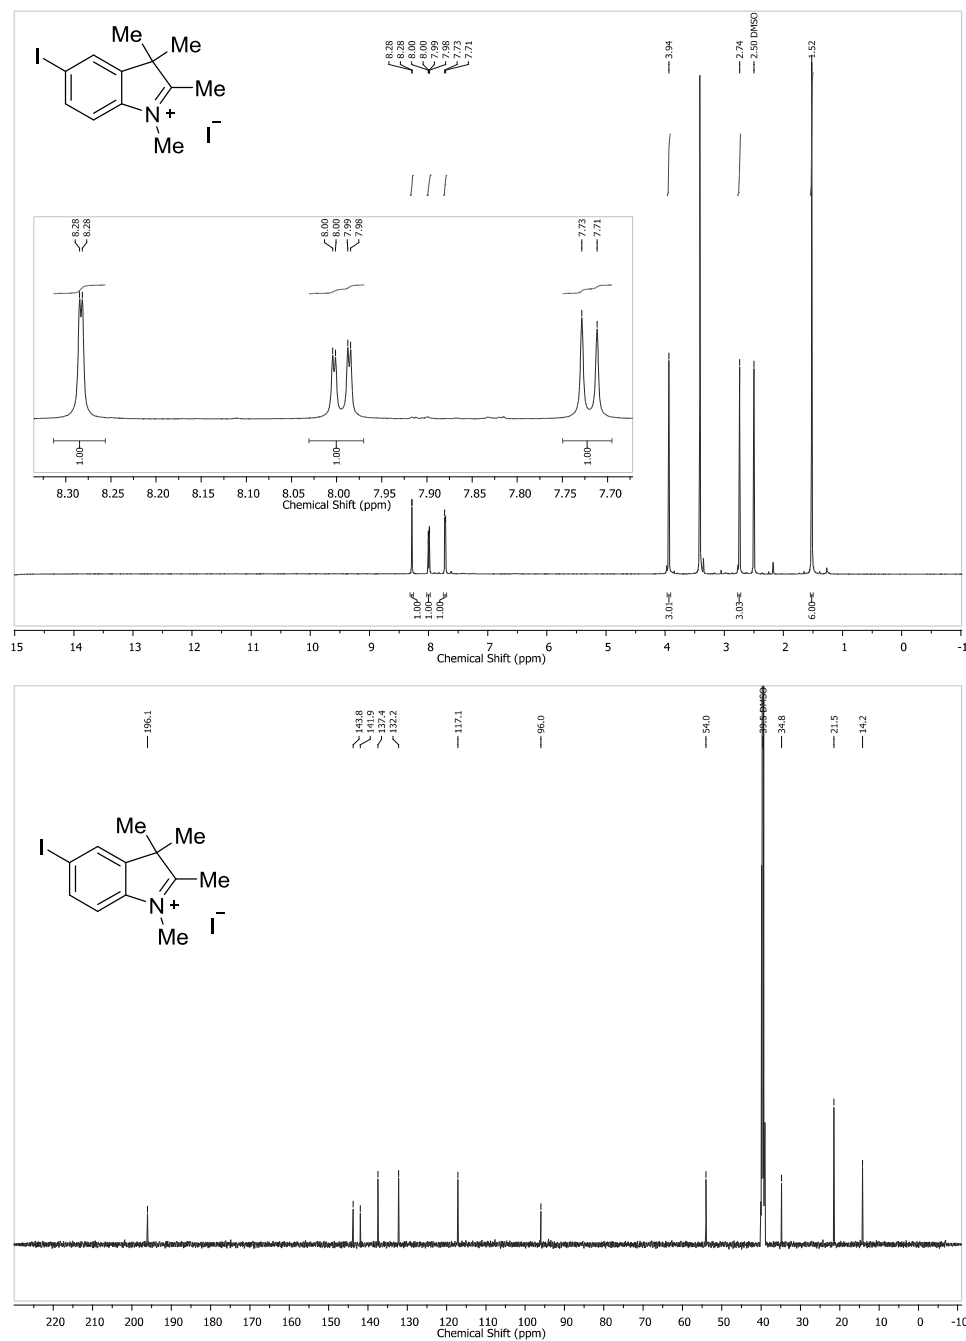 Me
Me
I
Me
N +
I−
Me
8.28
8.28
8.00
8.00
7.99
7.98
7.73
7.71
3.94
2.74
2.50 DMSO
1.52
8.28
8.28
8.00
8.00
7.99
7.98
7.73
7.71
1.00
1.00
1.00
8.30 8.25 8.20 8.15 8.10 8.05 8.00 7.95 7.90 7.85 7.80 7.75 7.70
Chemical Shift (ppm)
1.00
1.00
1.00
3.01
3.03
6.00
15 14 13 12 11 10 9 8 7 6 5 4 3 2 1 0 -1
Chemical Shift (ppm)
196.1
143.8
141.9
137.4
132.2
117.1
96.0
54.0
39.5 DMSO
34.8
21.5
14.2
Me
Me
I
Me
N +
I−
Me
220 210 200 190 180 170 160 150 140 130 120 110 100 90 80 70 60 50 40 30 20 10 0 -10
Chemical Shift (ppm)